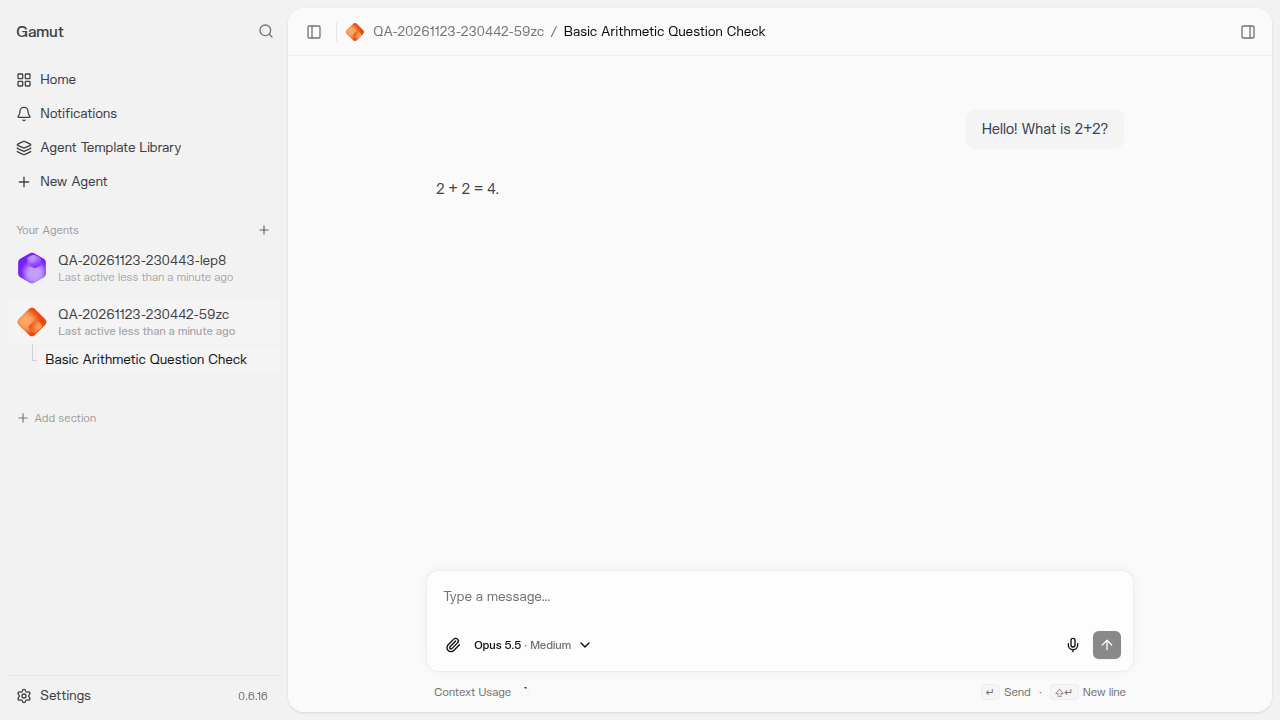 Gamut
Home
Notifications
Agent Template Library
New Agent
Your Agents
QA-20261123-230443-lep8
Last active less than a minute ago
QA-20261123-230442-59zc
Last active less than a minute ago
Basic Arithmetic Question Check
Add section
Settings
0.6.16
QA-20261123-230442-59zc / Basic Arithmetic Question Check
Hello! What is 2+2?
2 + 2 = 4.
Type a message...
Opus 5.5 · Medium
Context Usage
Send · New line